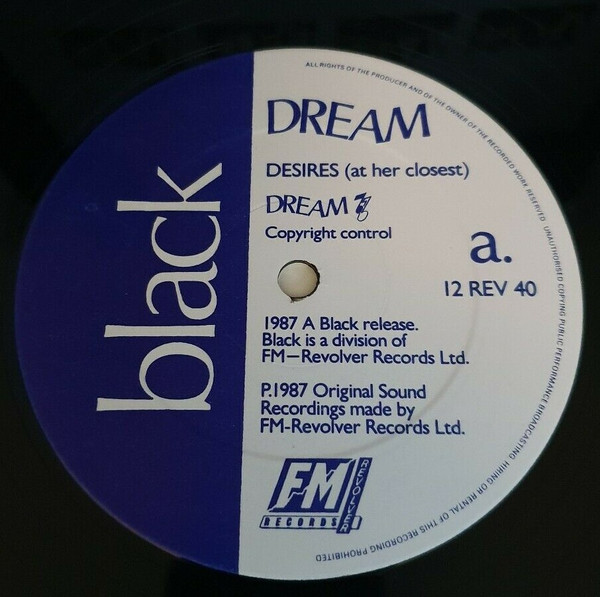 black
DREAM
DESIRES (at her closest)
DREAM
Copyright control
a.
12 REV 40
1987 A Black release.
Black is a division of
FM–Revolver Records Ltd.
P.1987 Original Sound
Recordings made by
FM-Revolver Records Ltd.
FM
REVOLVER
RECORDS
ALL RIGHTS OF THE PRODUCER AND OF THE OWNER OF THE RECORDED WORK RESERVED. UNAUTHORISED COPYING PUBLIC PERFORMANCE BROADCASTING HIRING OR RENTAL OF THIS RECORDING PROHIBITED